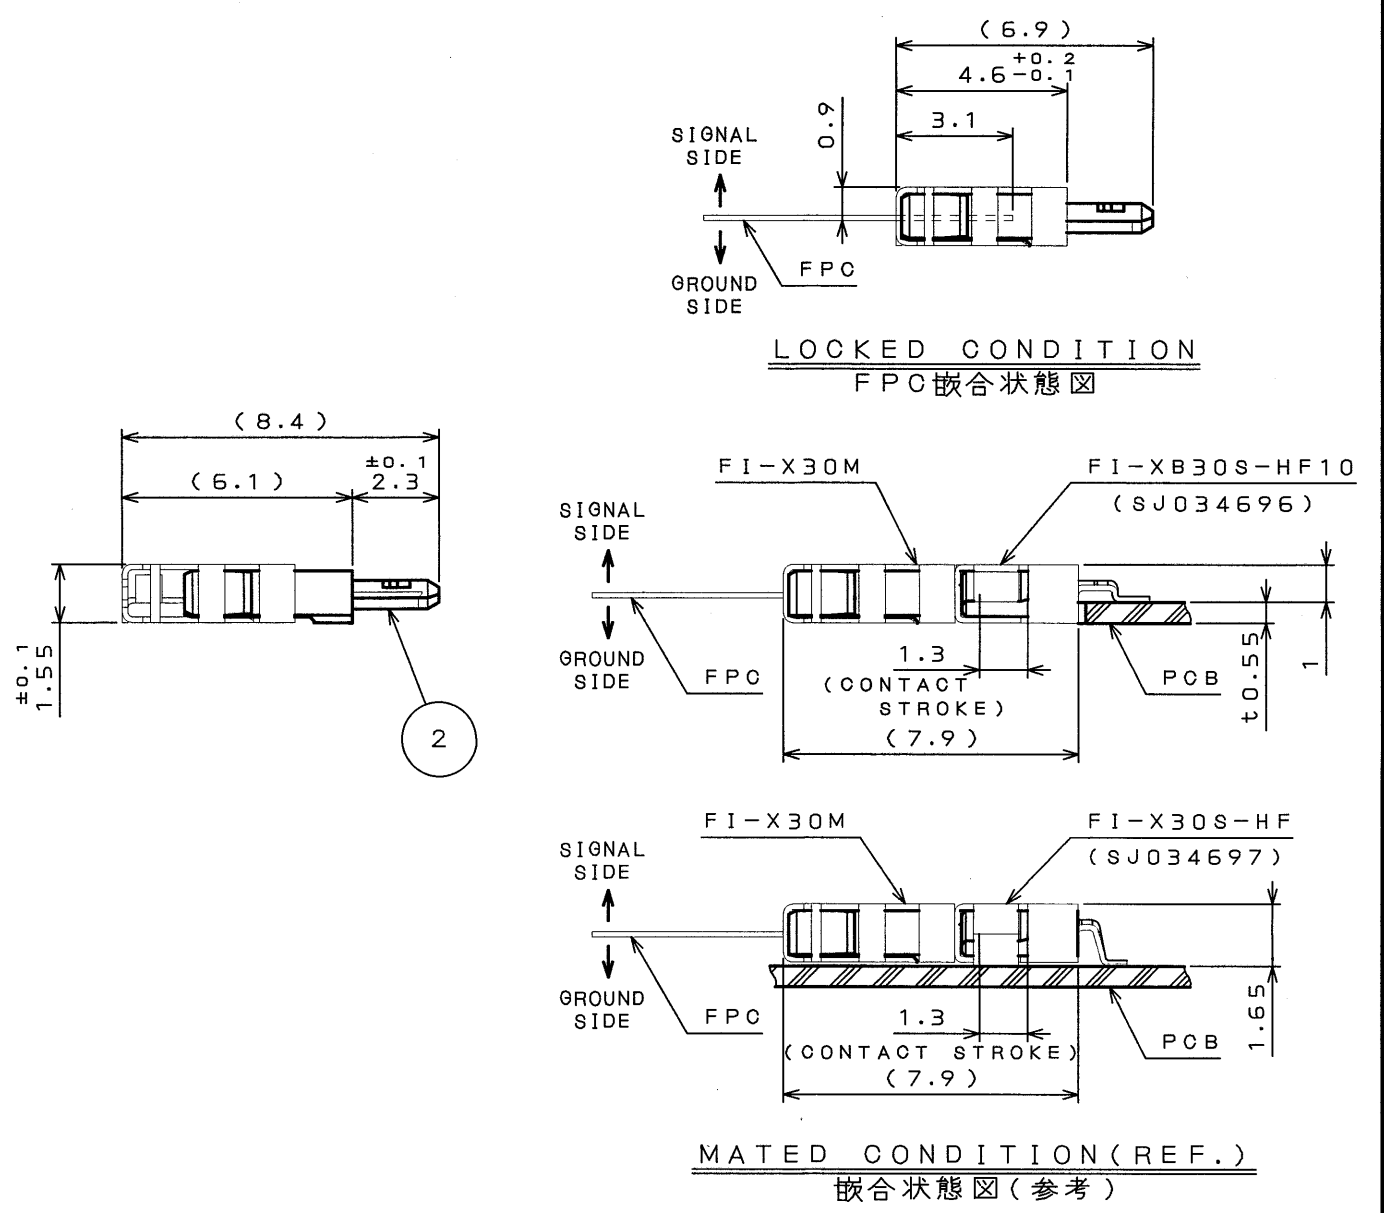 (6.9)
+0.2
4.6-0.1
3.1
0.9
SIGNAL
SIDE
FPC
GROUND
SIDE
LOCKED CONDITION
FPC嵌合状態図
(8.4)
(6.1)
±0.1
2.3
±0.1
1.55
2
FI-X30M
FI-XB30S-HF10
(SJ034696)
SIGNAL
SIDE
GROUND
SIDE
FPC
1.3
(CONTACT
STROKE)
(7.9)
PCB
t0.55
1
FI-X30M
FI-X30S-HF
(SJ034697)
SIGNAL
SIDE
GROUND
SIDE
FPC
1.3
(CONTACT STROKE)
(7.9)
PCB
1.65
MATED CONDITION(REF.)
嵌合状態図(参考)